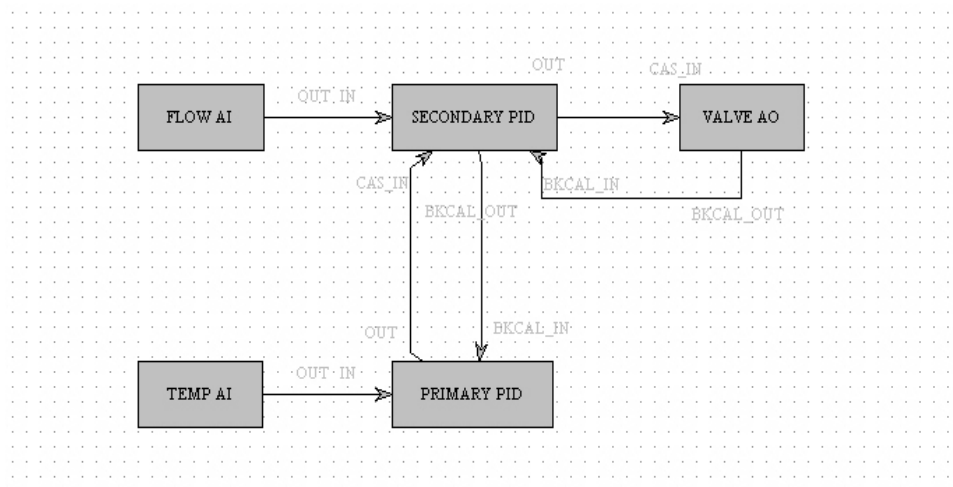 OUT
CAS_IN
OUT IN
FLOW AI
SECONDARY PID
VALVE AO
CAS_IN
BKCAL_IN
BKCAL_OUT
BKCAL_OUT
OUT
BKCAL_IN
OUT IN
TEMP AI
PRIMARY PID